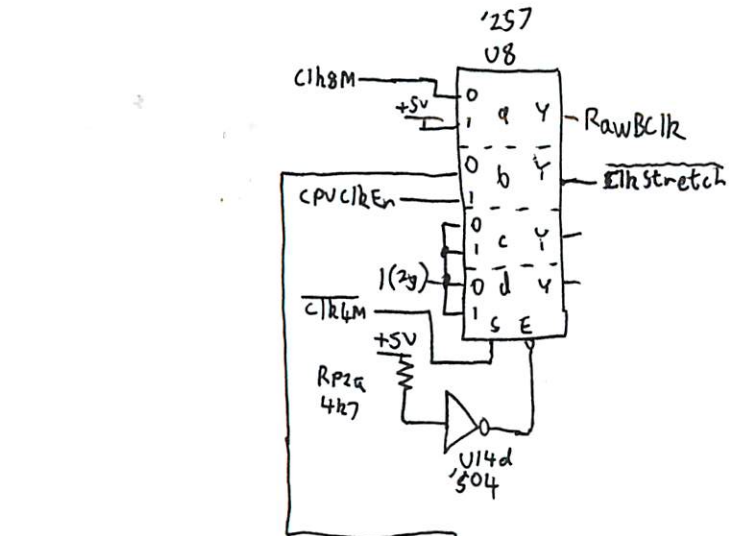 '257
U8
Clk8M
+5V
0 a Y
1
RawBClk
0 b Y
ClkStretch
CPUClkEn
1
0
1 c Y
1(2g)
0 d Y
1
Clk4M
S E
+5V
Rp2a
4k7
U14d
'S04